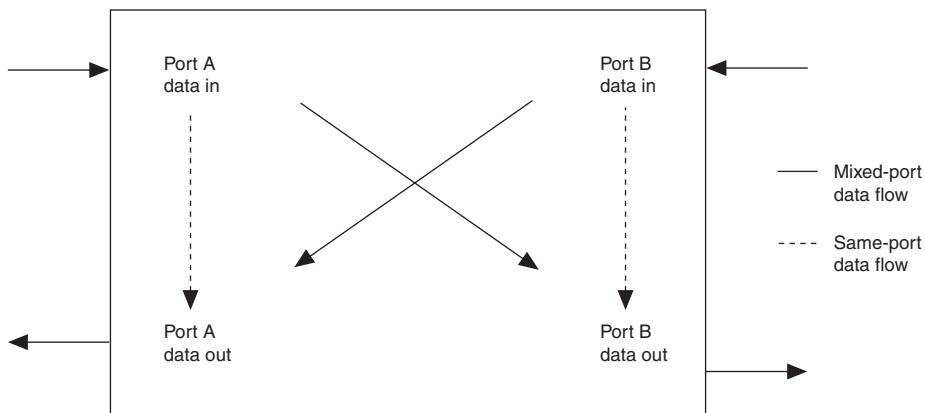 Port A
data in
Port B
data in
Mixed-port
data flow
Same-port
data flow
Port A
data out
Port B
data out